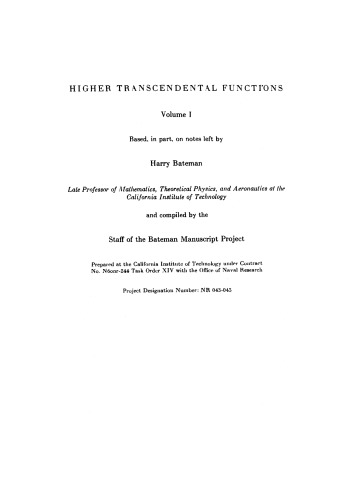 HIGHER TRANSCENDENTAL FUNCTIONS
Volume I
Based, in part, on notes left by
Harry Bateman
Late Professor of Mathematics, Theoretical Physics, and Aeronautics at the
California Institute of Technology
and compiled by the
Staff of the Bateman Manuscript Project
Prepared at the California Institute of Technology under Contract
No. N6onr-244 Task Order XIV with the Office of Naval Research
Project Designation Number: NR 043-045